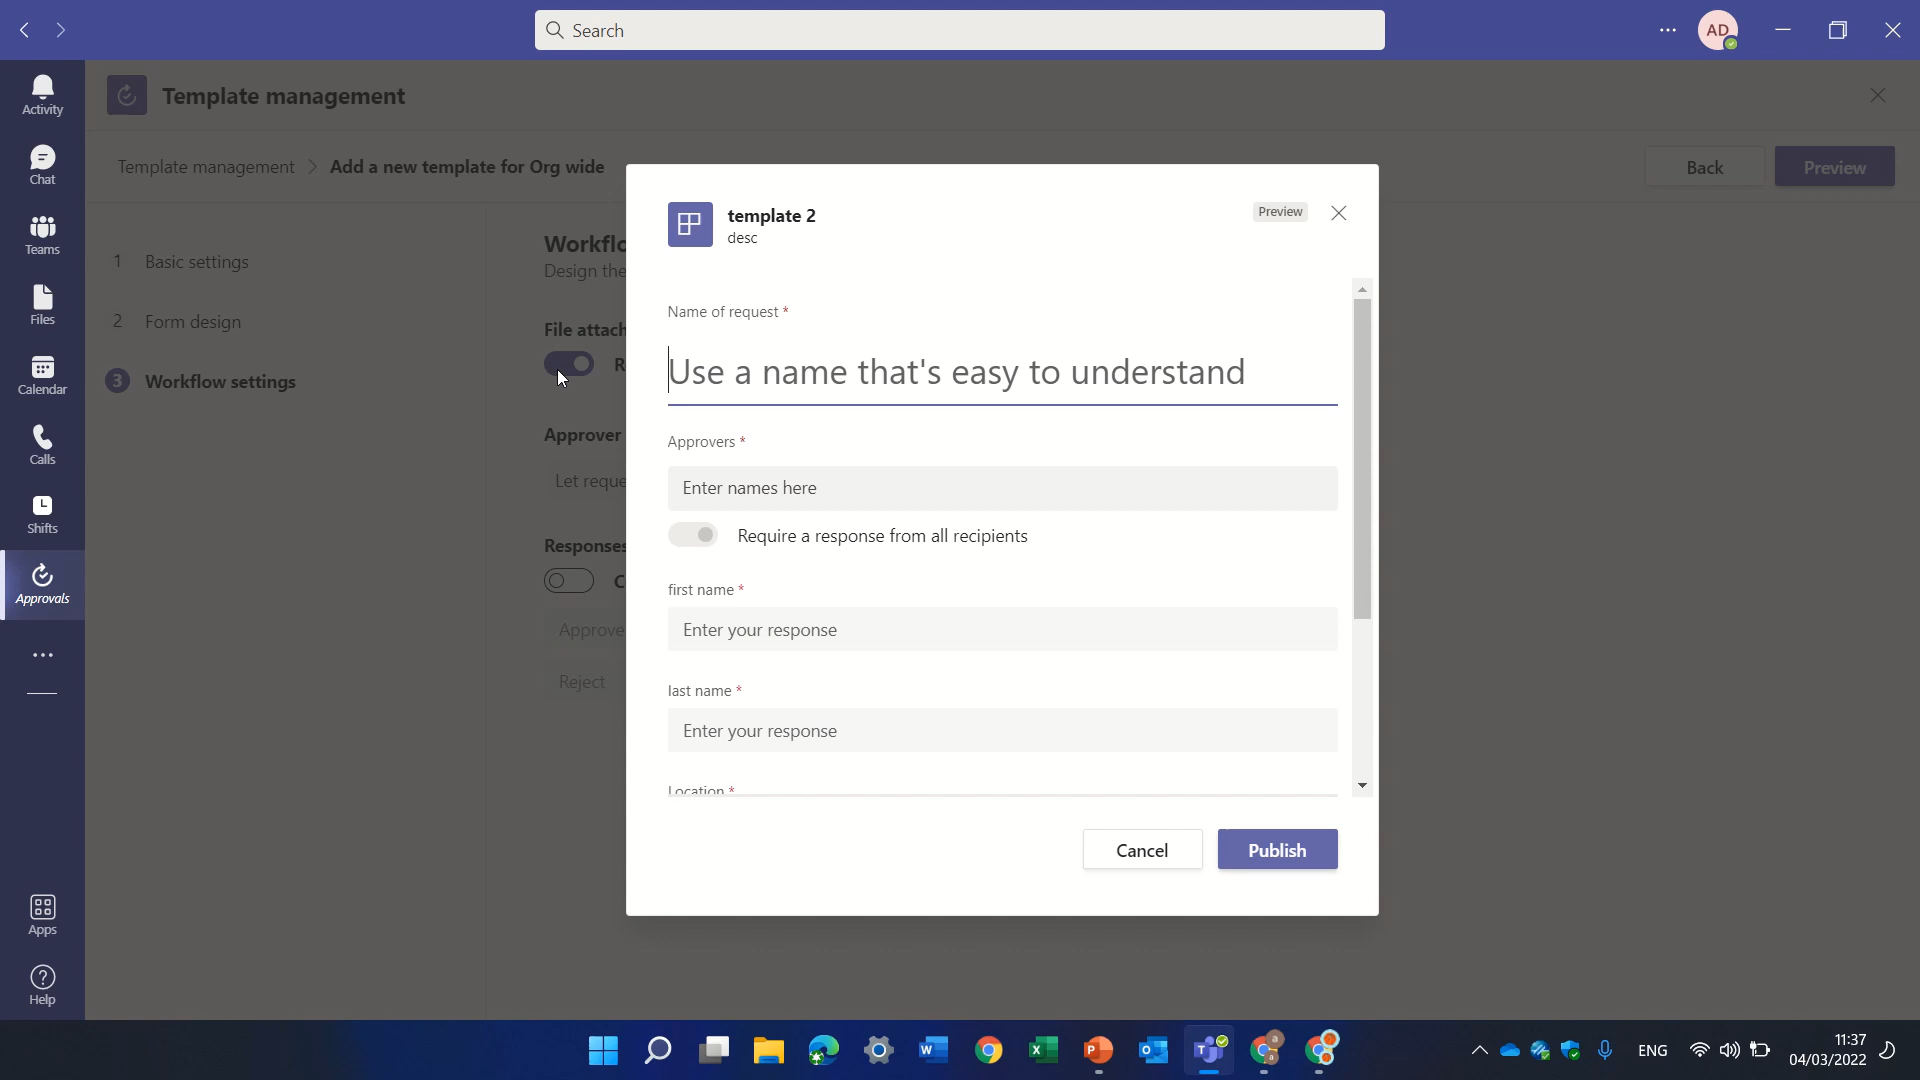 Search
AD
Activity
Chat
Teams
Files
Calendar
Calls
Shifts
Approvals
Apps
Help
Template management
Template management > Add a new template for Org wide
Back
Preview
1 Basic settings
2 Form design
3 Workflow settings
Workflo
Design the
File attach
R
Approver
Let reque
Responses
C
Approve
Reject
template 2
desc
Preview
Name of request *
Use a name that's easy to understand
Approvers *
Enter names here
Require a response from all recipients
first name *
Enter your response
last name *
Enter your response
Location *
Cancel
Publish
ENG
11:37
04/03/2022